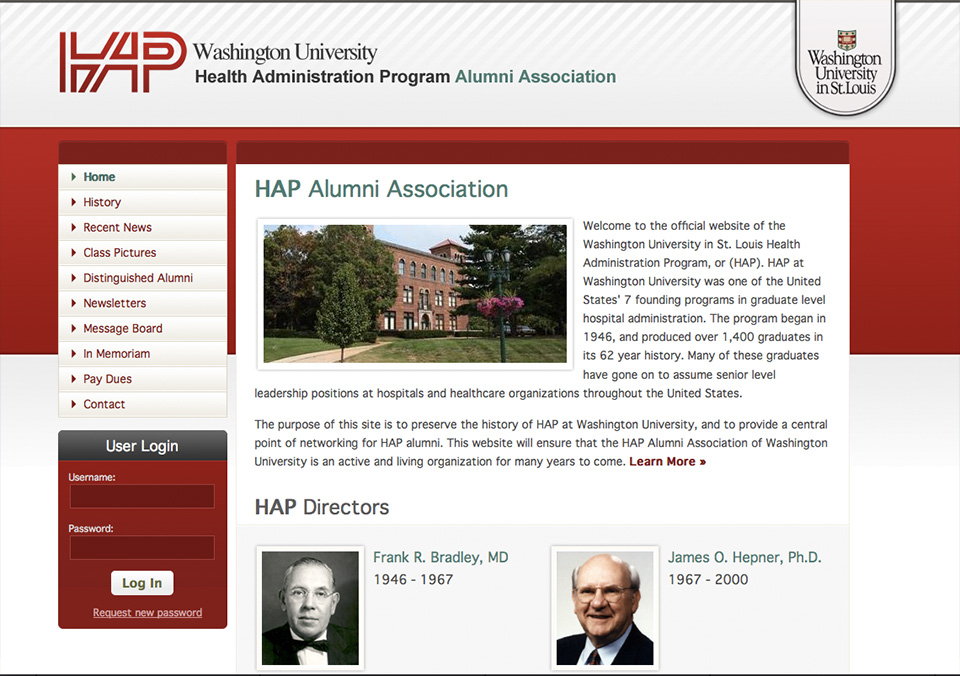 HAP Washington University
Health Administration Program Alumni Association
Washington
University
in St. Louis
Home
History
Recent News
Class Pictures
Distinguished Alumni
Newsletters
Message Board
In Memoriam
Pay Dues
Contact
User Login
Username:
Password:
Log In
Request new password
HAP Alumni Association
Welcome to the official website of the
Washington University in St. Louis Health
Administration Program, or (HAP). HAP at
Washington University was one of the United
States' 7 founding programs in graduate level
hospital administration. The program began in
1946, and produced over 1,400 graduates in
its 62 year history. Many of these graduates
have gone on to assume senior level
leadership positions at hospitals and healthcare organizations throughout the United States.
The purpose of this site is to preserve the history of HAP at Washington University, and to provide a central
point of networking for HAP alumni. This website will ensure that the HAP Alumni Association of Washington
University is an active and living organization for many years to come. Learn More »
HAP Directors
Frank R. Bradley, MD
1946 - 1967
James O. Hepner, Ph.D.
1967 - 2000